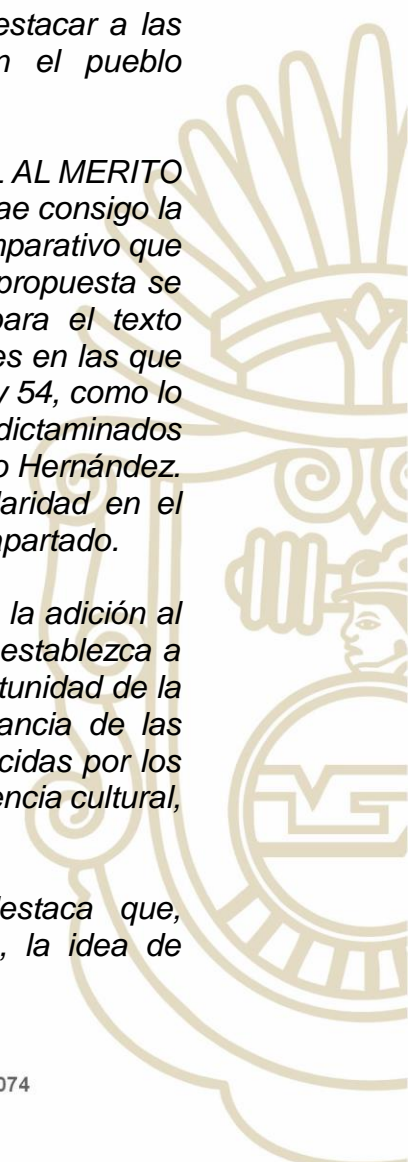 estacar a las
n el pueblo
L AL MERITO
ae consigo la
mparativo que
propuesta se
para el texto
es en las que
y 54, como lo
dictaminados
o Hernández.
laridad en el
apartado.
la adición al
establezca a
rtunidad de la
ancia de las
cidas por los
encia cultural,
destaca que,
, la idea de
074